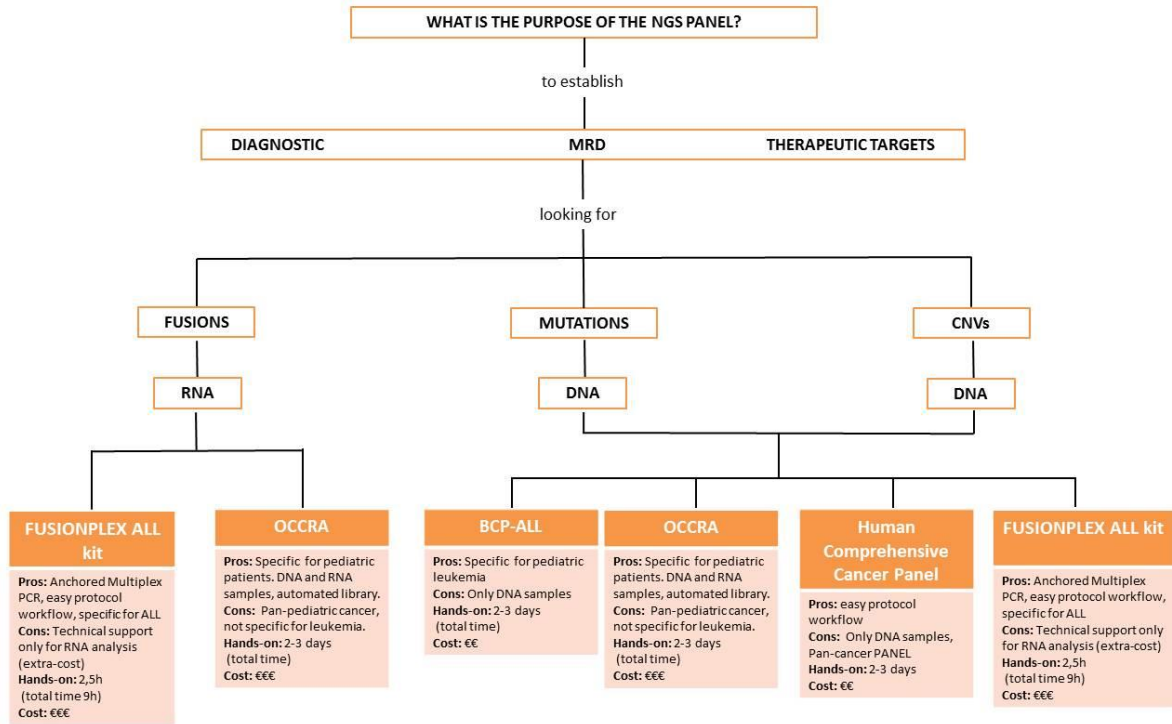 WHAT IS THE PURPOSE OF THE NGS PANEL?
to establish
DIAGNOSTIC MRD THERAPEUTIC TARGETS
looking for
FUSIONS
MUTATIONS
CNVs
RNA
DNA
DNA
FUSIONPLEX ALL
kit
Pros: Anchored Multiplex
PCR, easy protocol
workflow, specific for ALL
Cons: Technical support
only for RNA analysis
(extra-cost)
Hands-on: 2,5h
(total time 9h)
Cost: €€€
OCCRA
Pros: Specific for pediatric
patients. DNA and RNA
samples, automated library.
Cons: Pan-pediatric cancer,
not specific for leukemia.
Hands-on: 2-3 days
(total time)
Cost: €€€
BCP-ALL
Pros: Specific for pediatric
leukemia
Cons: Only DNA samples
Hands-on: 2-3 days
(total time)
Cost: €€
OCCRA
Pros: Specific for pediatric
patients. DNA and RNA
samples, automated library.
Cons: Pan-pediatric cancer,
not specific for leukemia.
Hands-on: 2-3 days
(total time)
Cost: €€€
Human
Comprehensive
Cancer Panel
Pros: easy protocol
workflow
Cons: Only DNA samples,
Pan-cancer PANEL
Hands-on: 2-3 days
Cost: €€
FUSIONPLEX ALL kit
Pros: Anchored Multiplex
PCR, easy protocol workflow,
specific for ALL
Cons: Technical support only
for RNA analysis (extra-cost)
Hands-on: 2,5h
(total time 9h)
Cost: €€€